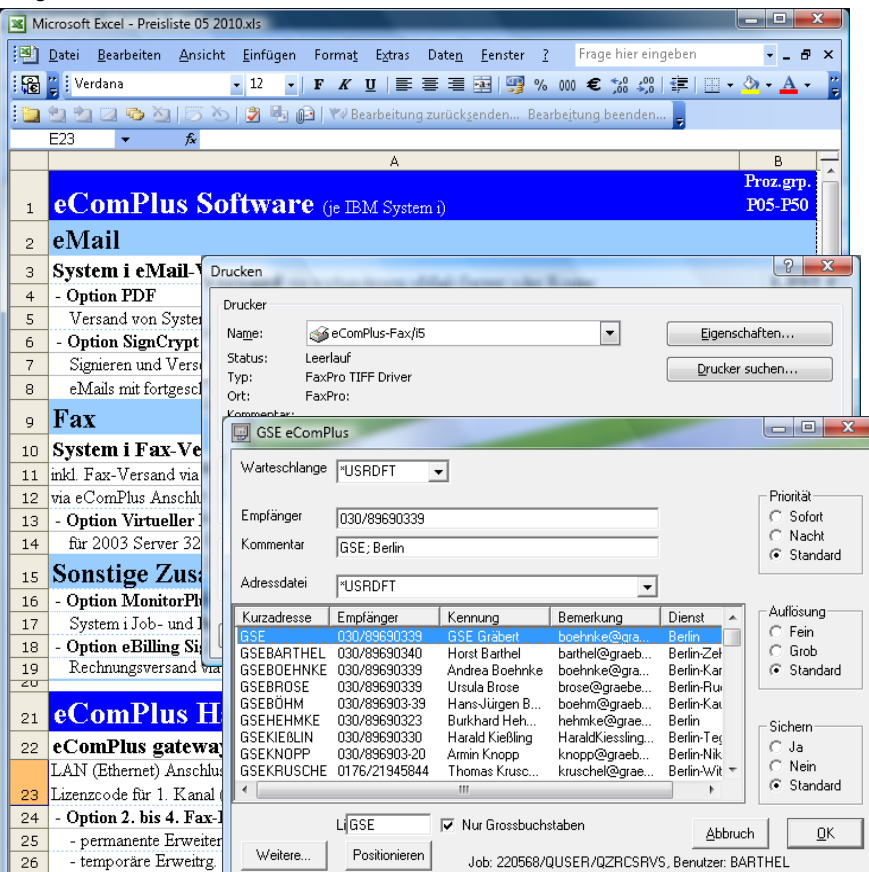 Microsoft Excel - Preisliste 05 2010.xls
Datei Bearbeiten Ansicht Einfügen Format Extras Daten Fenster ? Frage hier eingeben
Verdana 12 F K U % 000 €
Bearbeitung zurücksenden... Bearbeitung beenden...
E23 fx
A B
1 eComPlus Software (je IBM System i) Proz.grp. P05-P50
2 eMail
3 System i eMail-V
4 - Option PDF
5 Versand von System
6 - Option SignCrypt
7 Signieren und Verse
8 eMails mit fortgesch
9 Fax
10 System i Fax-Ve
11 inkl. Fax-Versand via
12 via eComPlus Anschlu
13 - Option Virtueller
14 für 2003 Server 32
15 Sonstige Zusa
16 - Option MonitorPl
17 System i Job- und
18 - Option eBilling Si
19 Rechnungsversand via
20
21 eComPlus H
22 eComPlus gateway
LAN (Ethernet) Anschlus
23 Lizenzcode für 1. Kanal (
24 - Option 2. bis 4. Fax-
25 - permanente Erweiter
26 - temporäre Erweitrg.
Drucken
Drucker
Name: eComPlus-Fax/i5 Eigenschaften...
Status: Leerlauf
Typ: FaxPro TIFF Driver Drucker suchen...
Ort: FaxPro:
Kommentar:
GSE eComPlus
Warteschlange *USRDFT
Empfänger 030/89690339
Kommentar GSE; Berlin
Adressdatei *USRDFT
Priorität
Sofort
Nacht
Standard
Kurzadresse Empfänger Kennung Bemerkung Dienst
GSE 030/89690339 GSE Gräbert boehnke@gra... Berlin
GSEBARTHEL 030/89690340 Horst Barthel barthel@graeb... Berlin-Zeh
GSEBOEHNKE 030/89690339 Andrea Boehnke boehnke@gra... Berlin-Kar
GSEBROSE 030/89690339 Ursula Brose brose@graebe... Berlin-Ru
GSEBÖHM 030/896903-39 Hans-Jürgen B... boehm@graeb... Berlin-Kau
GSEHEHMKE 030/89690323 Burkhard Heh... hehmke@grae... Berlin
GSEKIEßLIN 030/89690330 Harald Kießling HaraldKiessling... Berlin-Teg
GSEKNOPP 030/896903-20 Armin Knopp knopp@graeb... Berlin-Nik
GSEKRUSCHE 0176/21945844 Thomas Krusc... kruschel@grae... Berlin-Wit
Auflösung
Fein
Grob
Standard
Sichern
Ja
Nein
Standard
Li GSE Nur Grossbuchstaben Abbruch OK
Weitere... Positionieren Job: 220568/QUSER/QZRCSRVS, Benutzer: BARTHEL